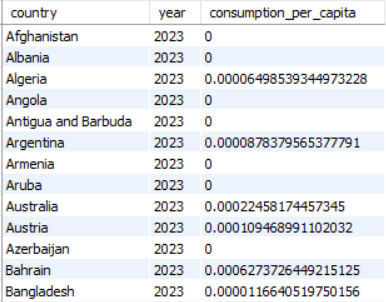 country year consumption_per_capita
Afghanistan 2023 0
Albania 2023 0
Algeria 2023 0.00006498539344973228
Angola 2023 0
Antigua and Barbuda 2023 0
Argentina 2023 0.0000878379565377791
Armenia 2023 0
Aruba 2023 0
Australia 2023 0.00022458174457345
Austria 2023 0.000109468991102032
Azerbaijan 2023 0
Bahrain 2023 0.0006273726449215125
Bangladesh 2023 0.0000116640519750156